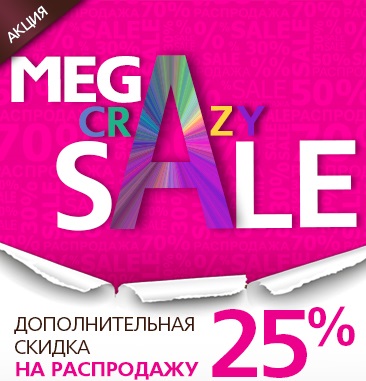 АКЦИЯ
MEGA
CRAZY
SALE
ДОПОЛНИТЕЛЬНАЯ
СКИДКА
НА РАСПРОДАЖУ
25%